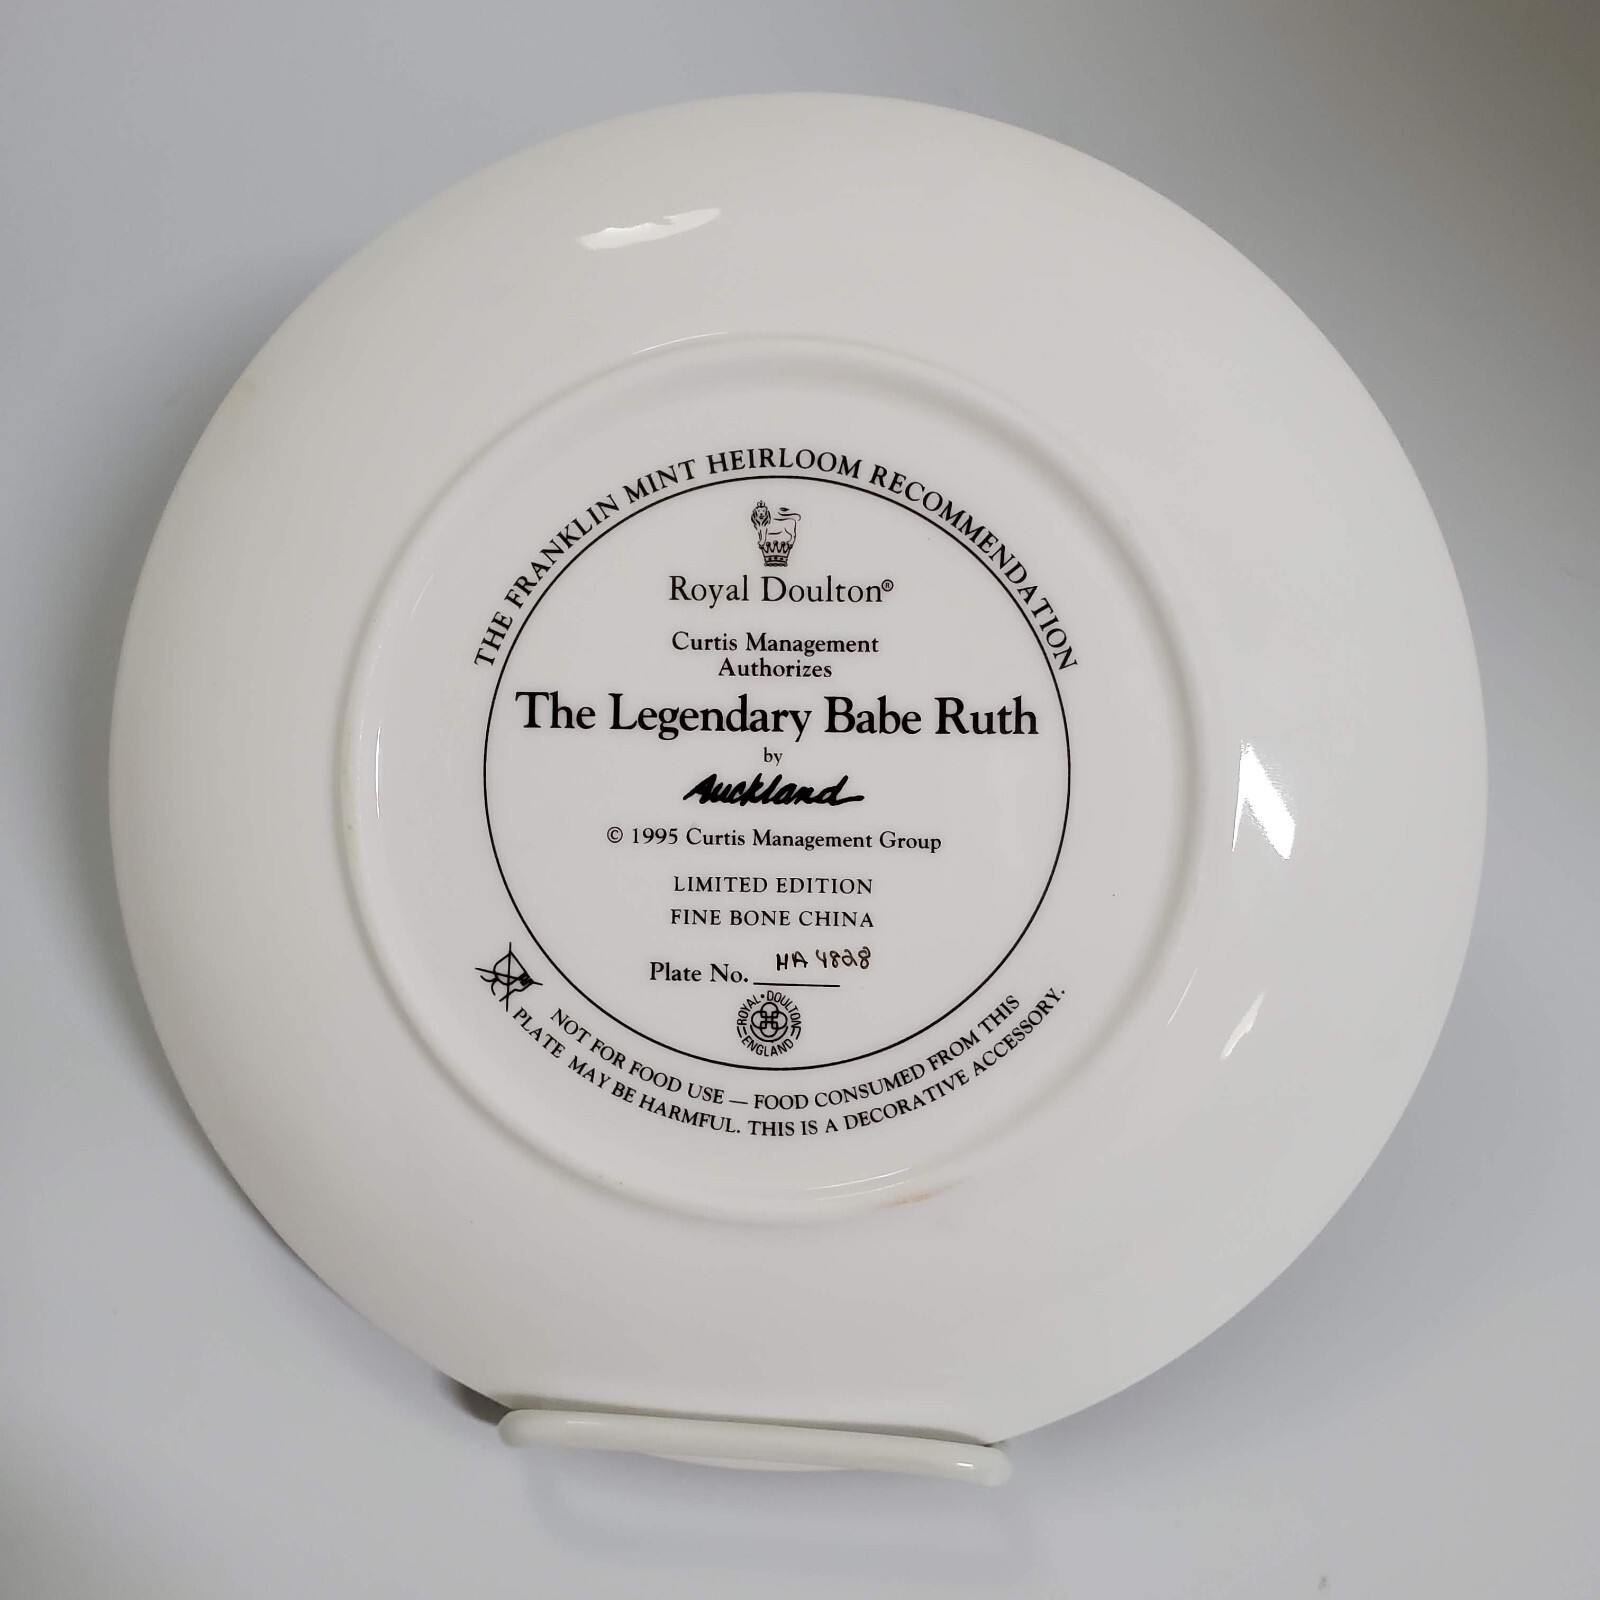 THE FRANKLIN MINT HEIRLOOM RECOMMENDATION
Royal Doulton®
Curtis Management
Authorizes
The Legendary Babe Ruth
by
Auckland
© 1995 Curtis Management Group
LIMITED EDITION
FINE BONE CHINA
Plate No. HA 4828
ROYAL • DOULTON
ENGLAND
NOT FOR FOOD USE — FOOD CONSUMED FROM THIS
PLATE MAY BE HARMFUL. THIS IS A DECORATIVE ACCESSORY.